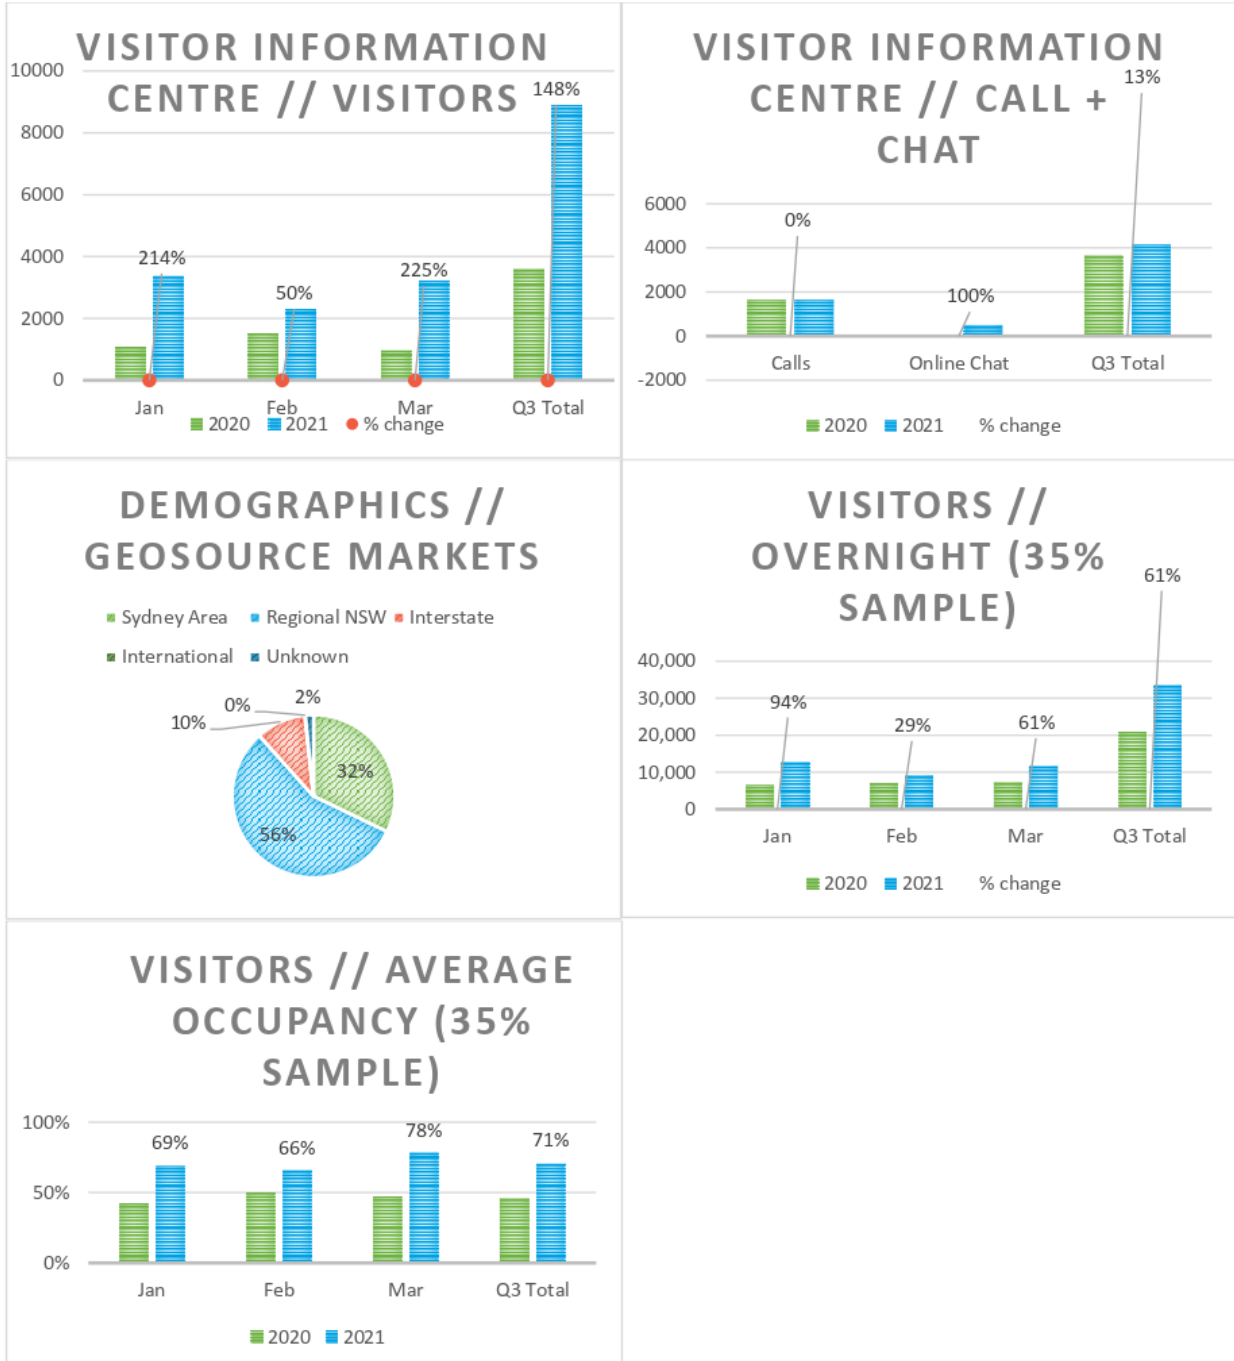 VISITOR INFORMATION
CENTRE // VISITORS
10000
8000
6000
4000
2000
0
214%
50%
225%
148%
Jan
Feb
Mar
Q3 Total
2020
2021
% change
VISITOR INFORMATION
CENTRE // CALL +
CHAT
6000
4000
2000
0
-2000
0%
100%
13%
Calls
Online Chat
Q3 Total
2020
2021
% change
DEMOGRAPHICS //
GEOSOURCE MARKETS
Sydney Area
Regional NSW
Interstate
International
Unknown
0%
2%
10%
32%
56%
VISITORS //
OVERNIGHT (35%
SAMPLE)
40,000
30,000
20,000
10,000
0
94%
29%
61%
61%
Jan
Feb
Mar
Q3 Total
2020
2021
% change
VISITORS // AVERAGE
OCCUPANCY (35%
SAMPLE)
100%
50%
0%
69%
66%
78%
71%
Jan
Feb
Mar
Q3 Total
2020
2021